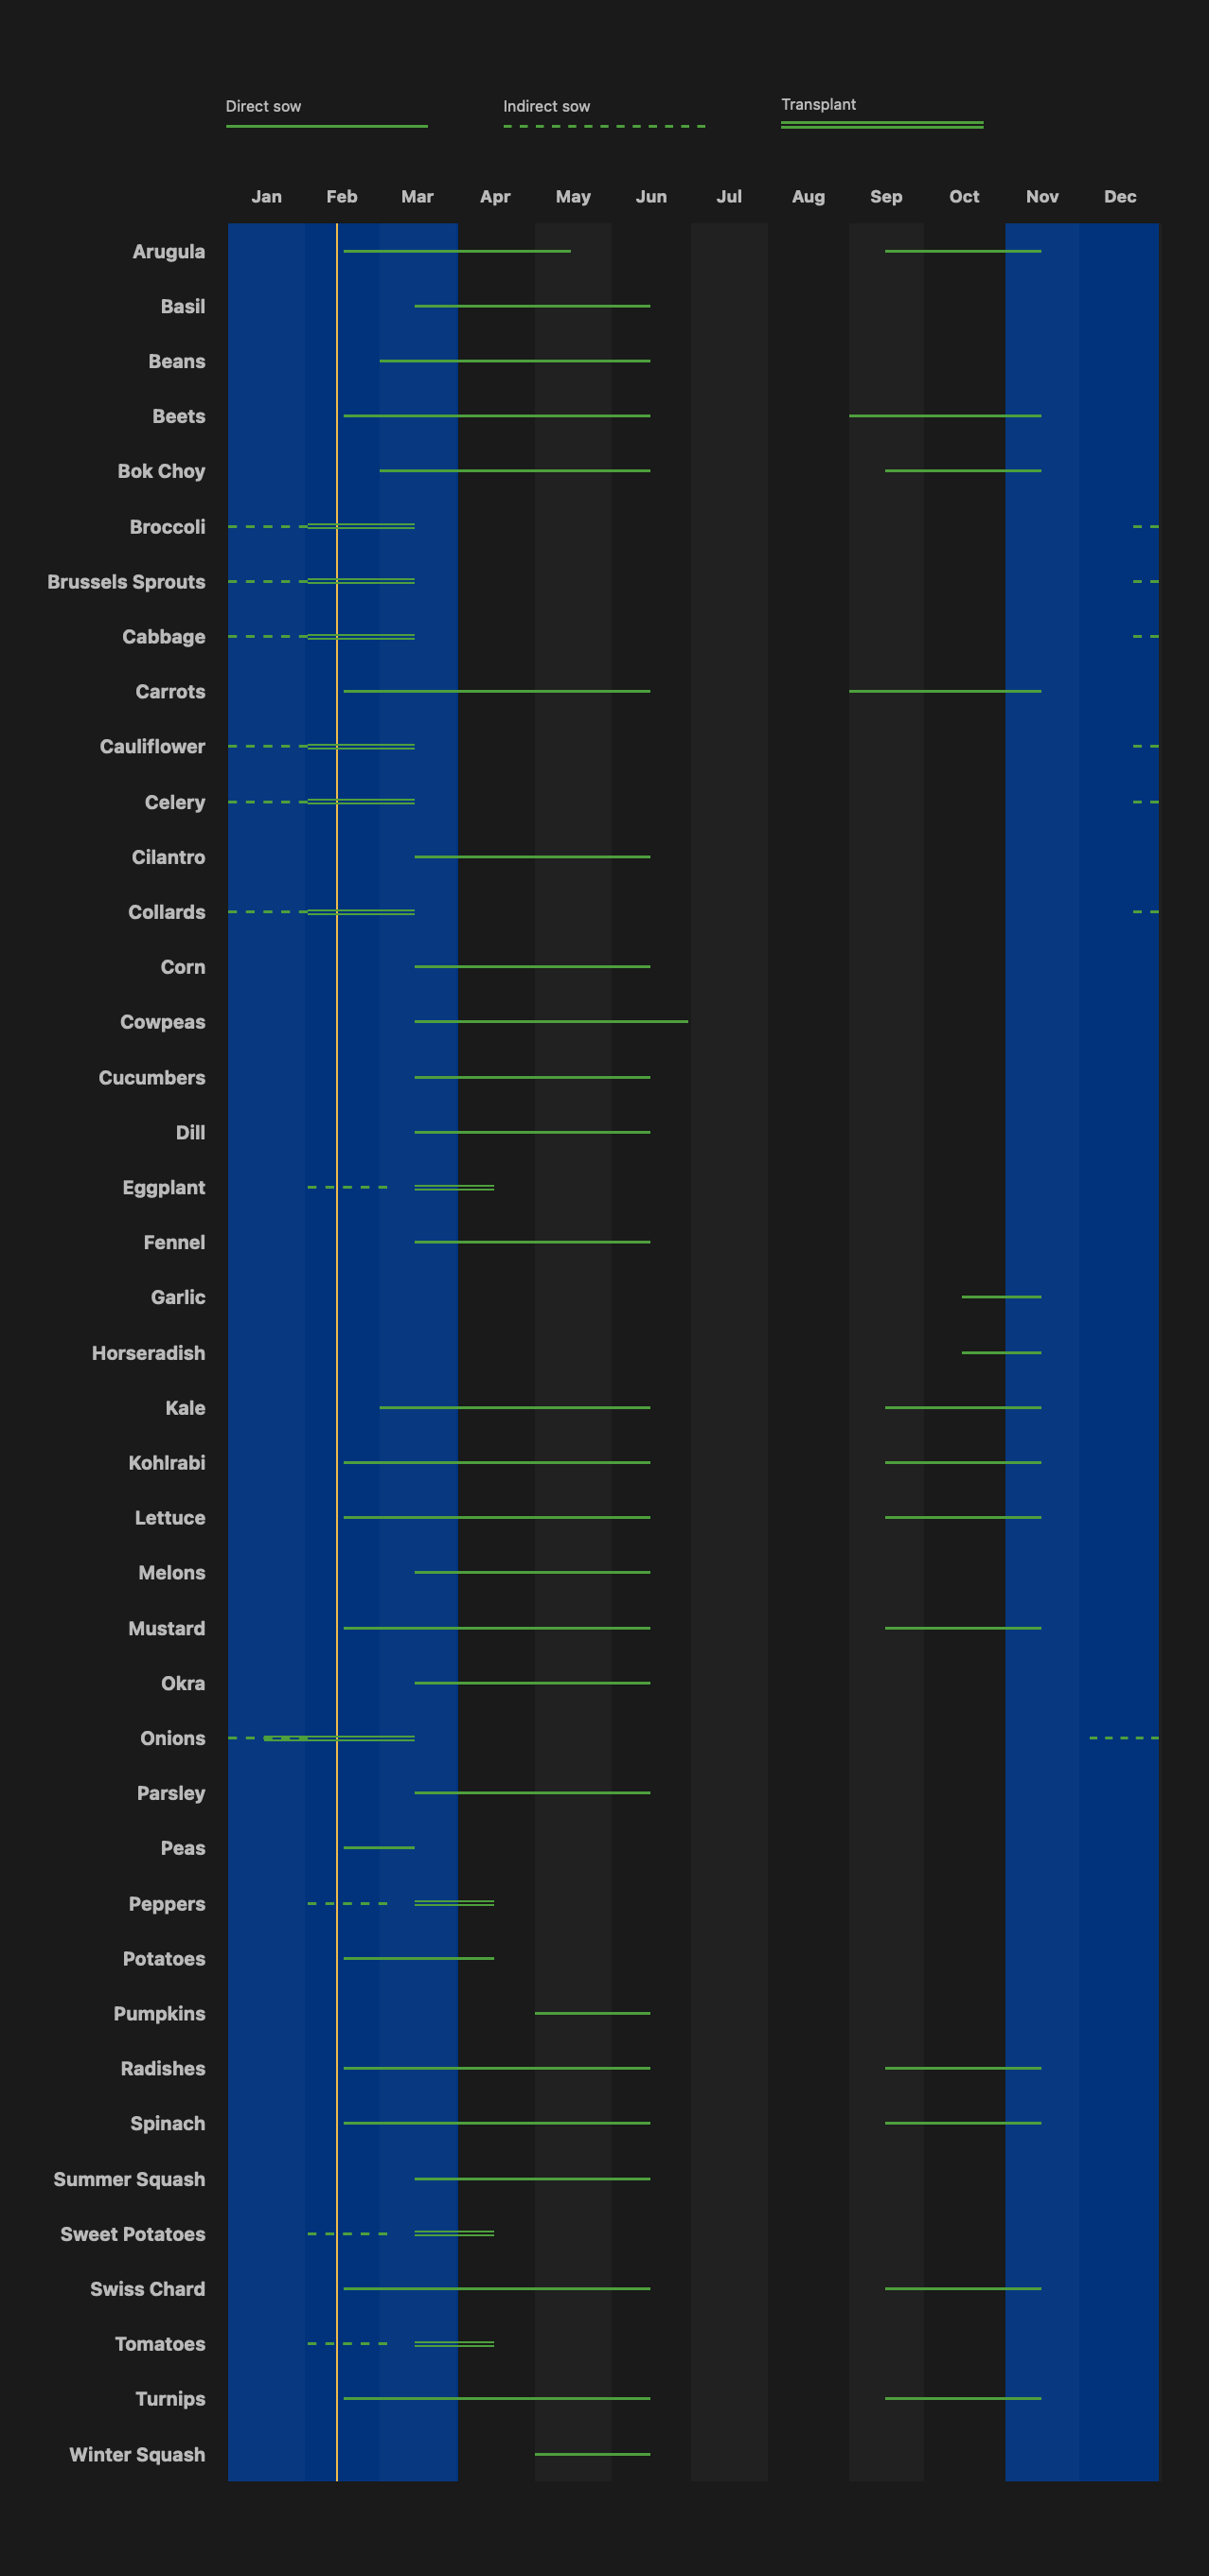 Direct sow
Indirect sow
Transplant
Jan Feb Mar Apr May Jun Jul Aug Sep Oct Nov Dec
Arugula
Basil
Beans
Beets
Bok Choy
Broccoli
Brussels Sprouts
Cabbage
Carrots
Cauliflower
Celery
Cilantro
Collards
Corn
Cowpeas
Cucumbers
Dill
Eggplant
Fennel
Garlic
Horseradish
Kale
Kohlrabi
Lettuce
Melons
Mustard
Okra
Onions
Parsley
Peas
Peppers
Potatoes
Pumpkins
Radishes
Spinach
Summer Squash
Sweet Potatoes
Swiss Chard
Tomatoes
Turnips
Winter Squash